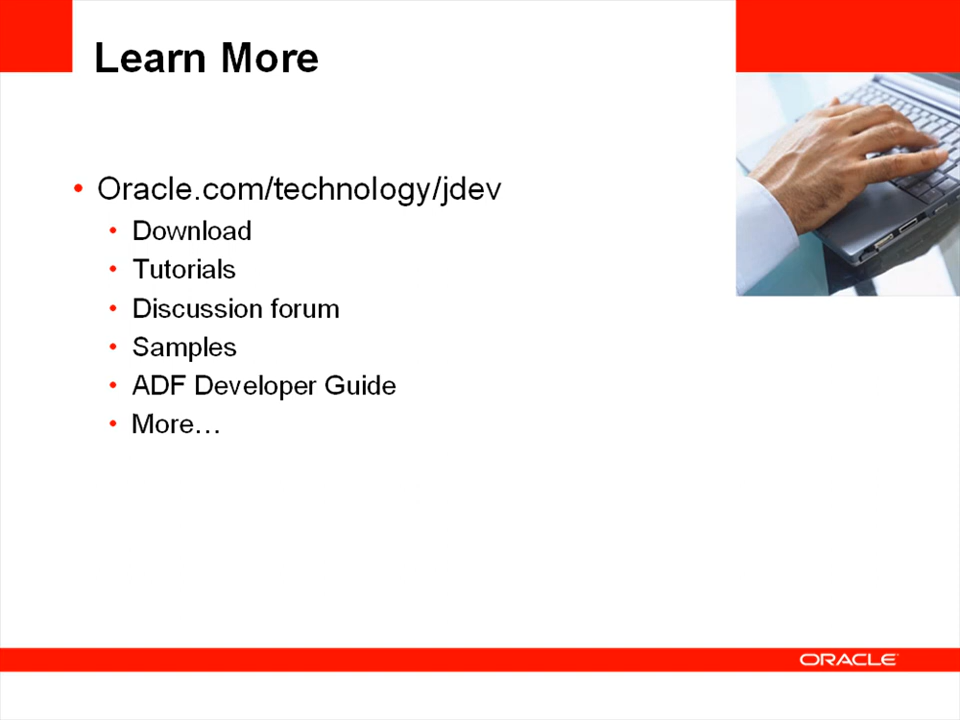 Learn More
• Oracle.com/technology/jdev
• Download
• Tutorials
• Discussion forum
• Samples
• ADF Developer Guide
• More…
ORACLE